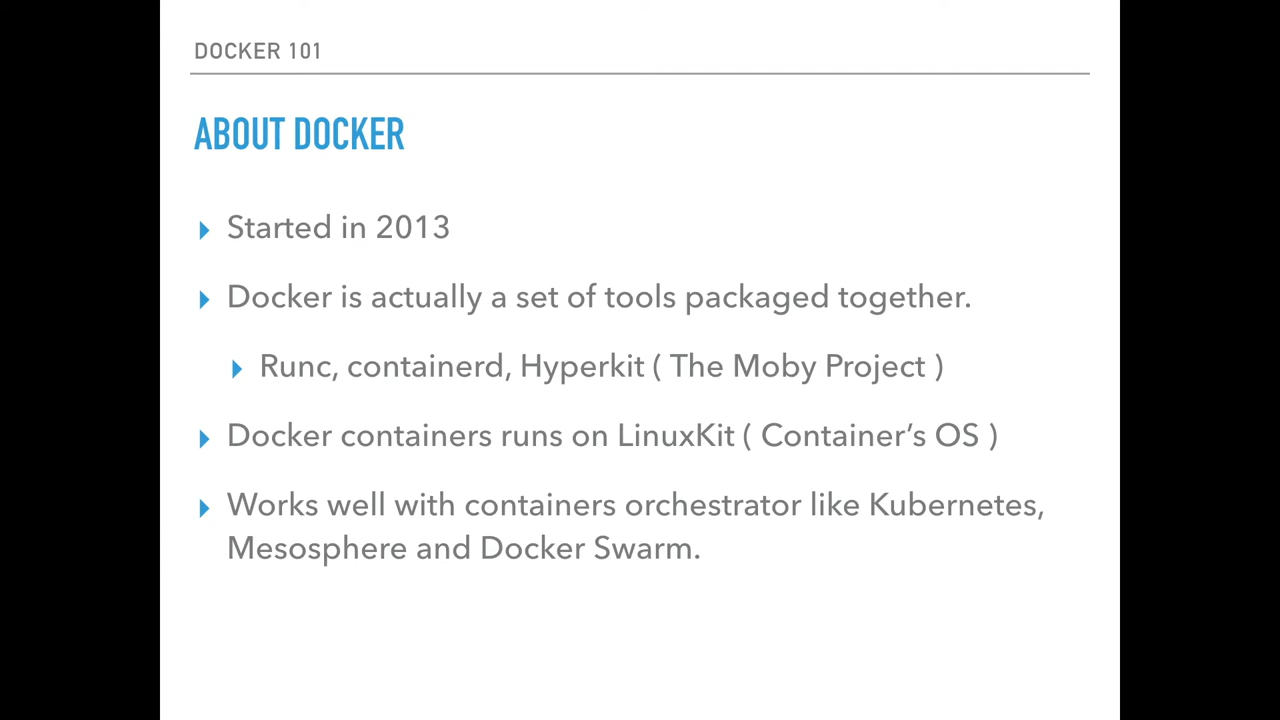 DOCKER 101
ABOUT DOCKER
Started in 2013
Docker is actually a set of tools packaged together.
Runc, containerd, Hyperkit ( The Moby Project )
Docker containers runs on LinuxKit ( Container’s OS )
Works well with containers orchestrator like Kubernetes,
Mesosphere and Docker Swarm.